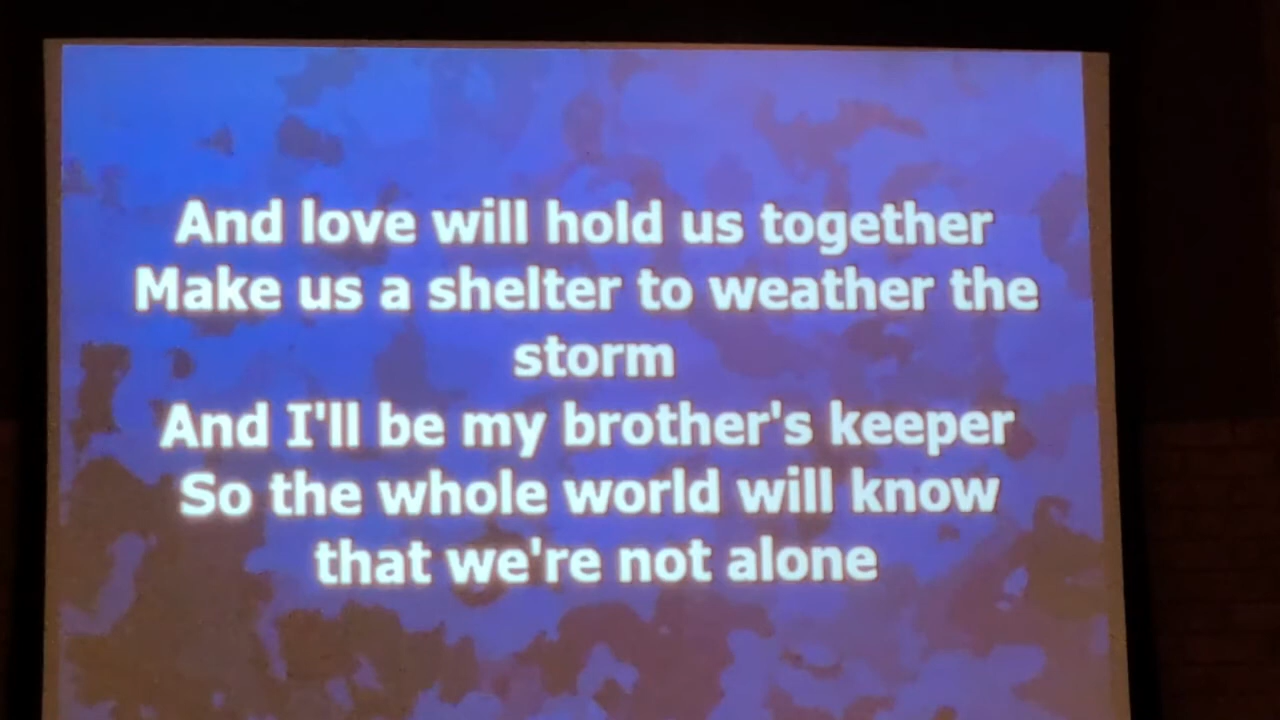 And love will hold us together
Make us a shelter to weather the
storm
And I'll be my brother's keeper
So the whole world will know
that we're not alone